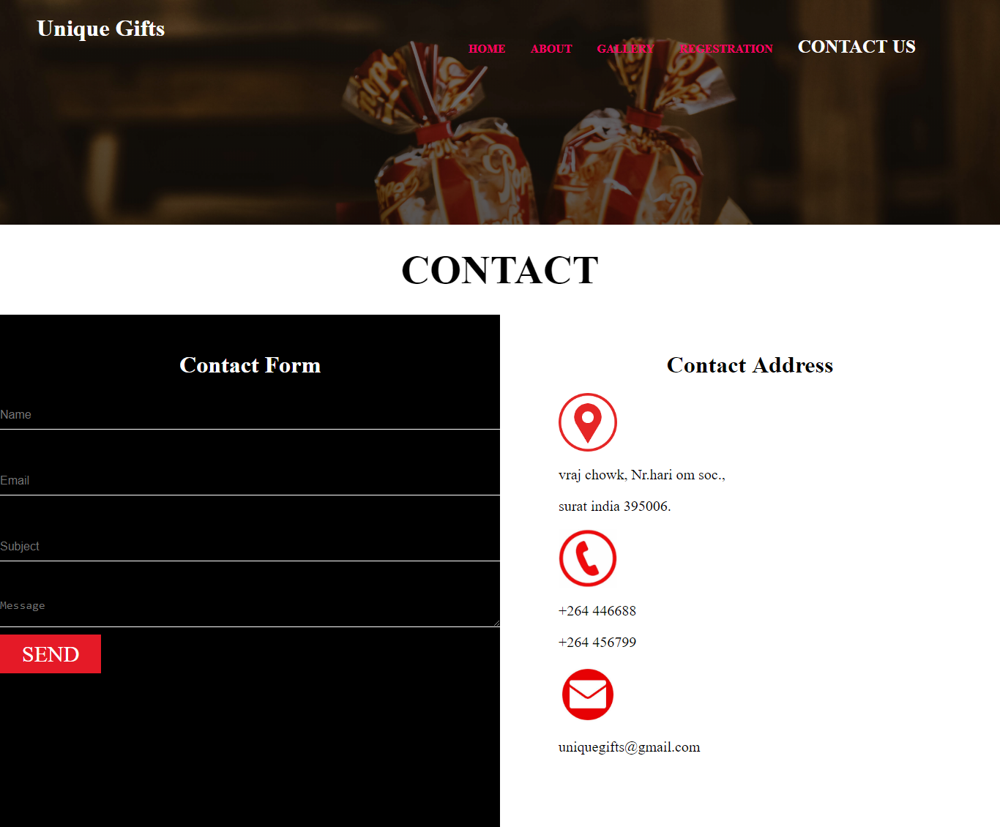 Unique Gifts
HOME ABOUT GALLERY REGESTRATION CONTACT US
CONTACT
Contact Form
Name
Email
Subject
Message
SEND
Contact Address
vraj chowk, Nr.hari om soc.,
surat india 395006.
+264 446688
+264 456799
uniquegifts@gmail.com